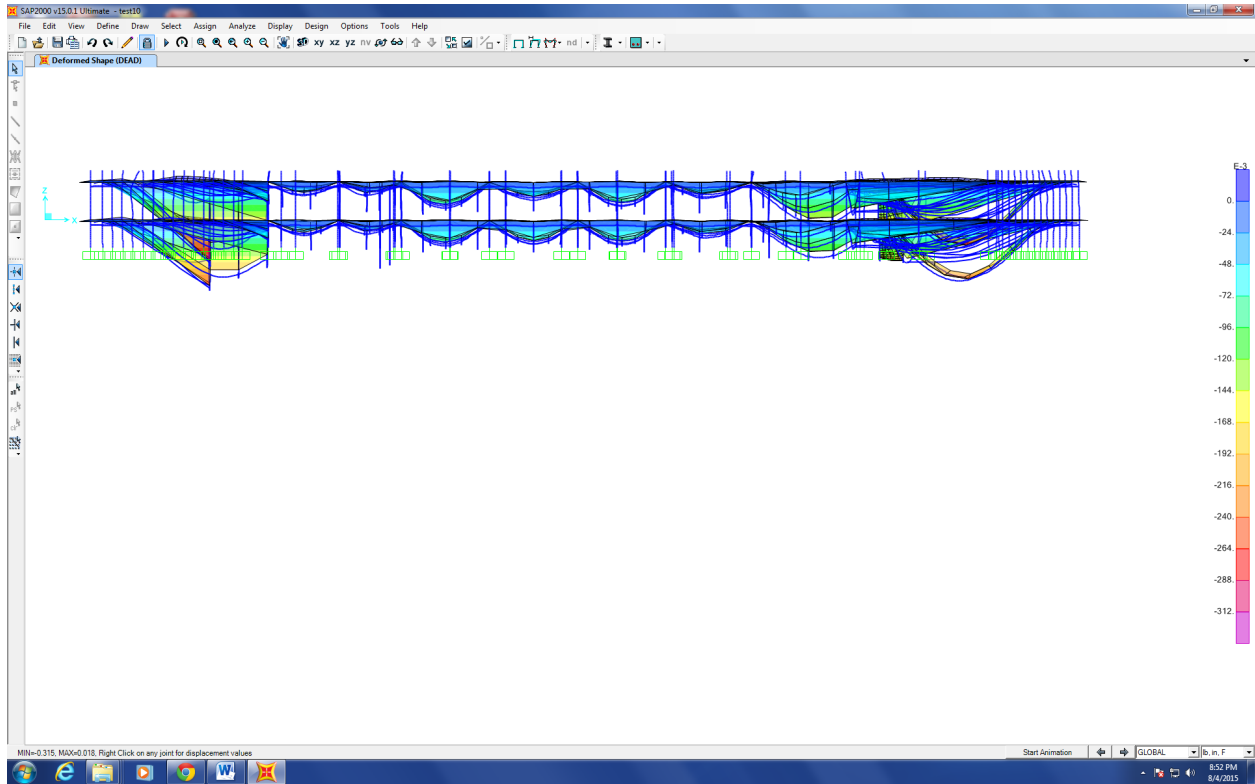 SAP2000 v15.0.1 Ultimate - test10
File Edit View Define Draw Select Assign Analyze Display Design Options Tools Help
xy xz yz nv nd
Deformed Shape (DEAD)
Z
X
E-3
0.
-24.
-48.
-72.
-96.
-120.
-144.
-168.
-192.
-216.
-240.
-264.
-288.
-312.
all
PS
clr
MIN=-0.315, MAX=0.018, Right Click on any joint for displacement values
Start Animation
GLOBAL
lb, in, F
8:52 PM
8/4/2015